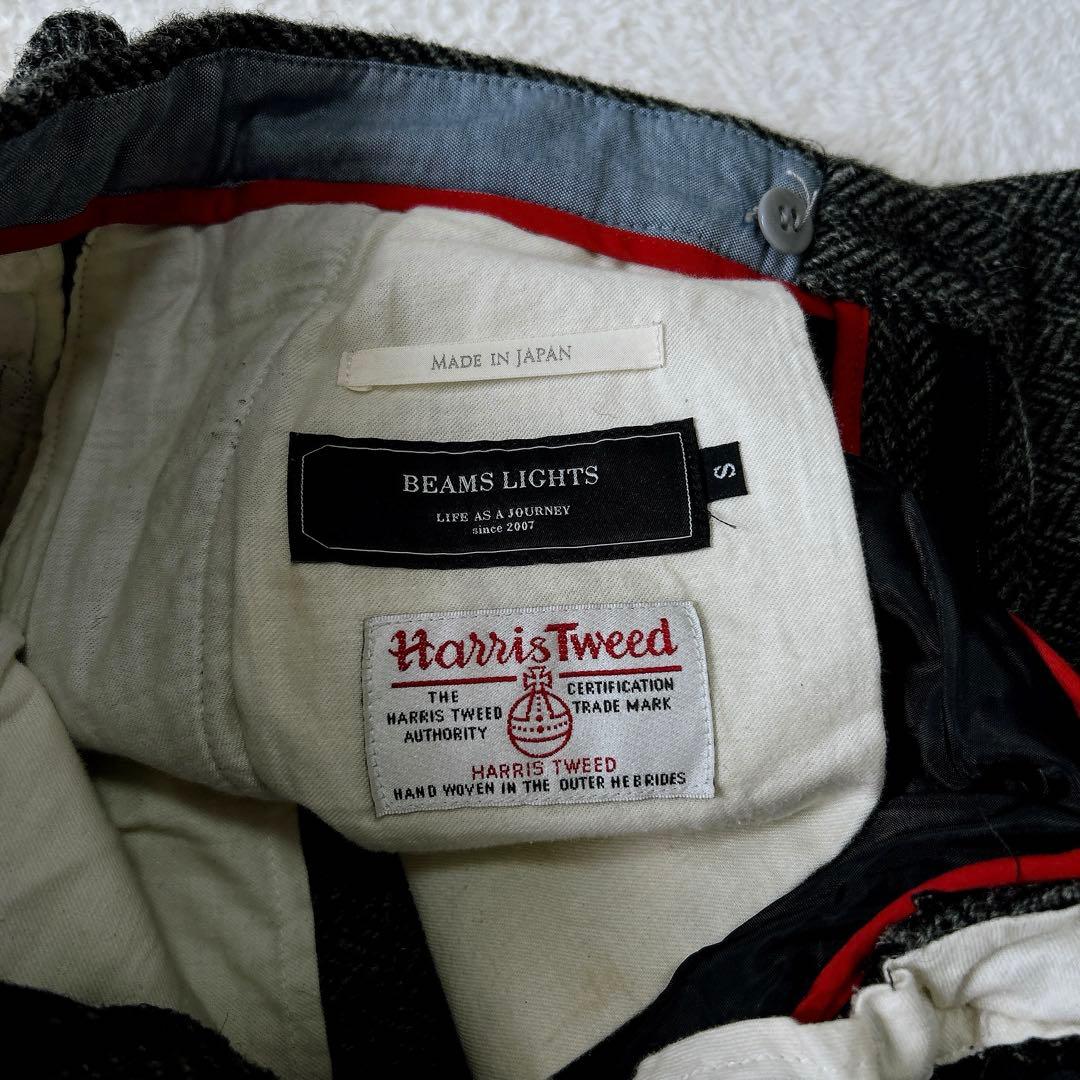 MADE IN JAPAN
BEAMS LIGHTS
LIFE AS A JOURNEY
since 2007
S
Harris Tweed
THE HARRIS TWEED AUTHORITY
CERTIFICATION TRADE MARK
HARRIS TWEED
HAND WOVEN IN THE OUTER HEBRIDES